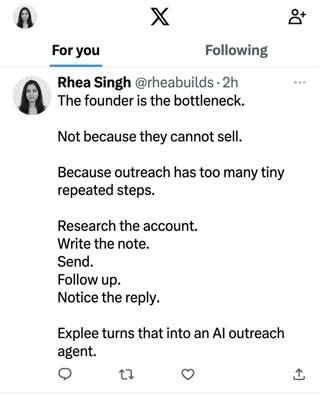 For you
Following
Rhea Singh @rheabuilds · 2h
The founder is the bottleneck.
Not because they cannot sell.
Because outreach has too many tiny
repeated steps.
Research the account.
Write the note.
Send.
Follow up.
Notice the reply.
Explee turns that into an AI outreach
agent.